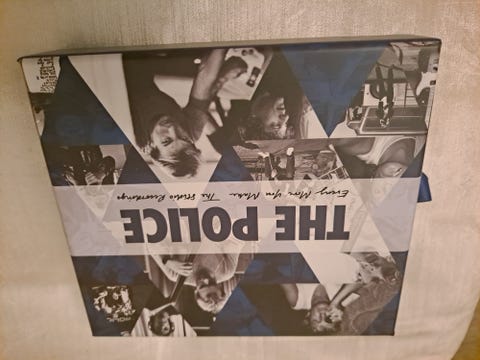 THE POLICE
Every Move You Make The Studio Recordings